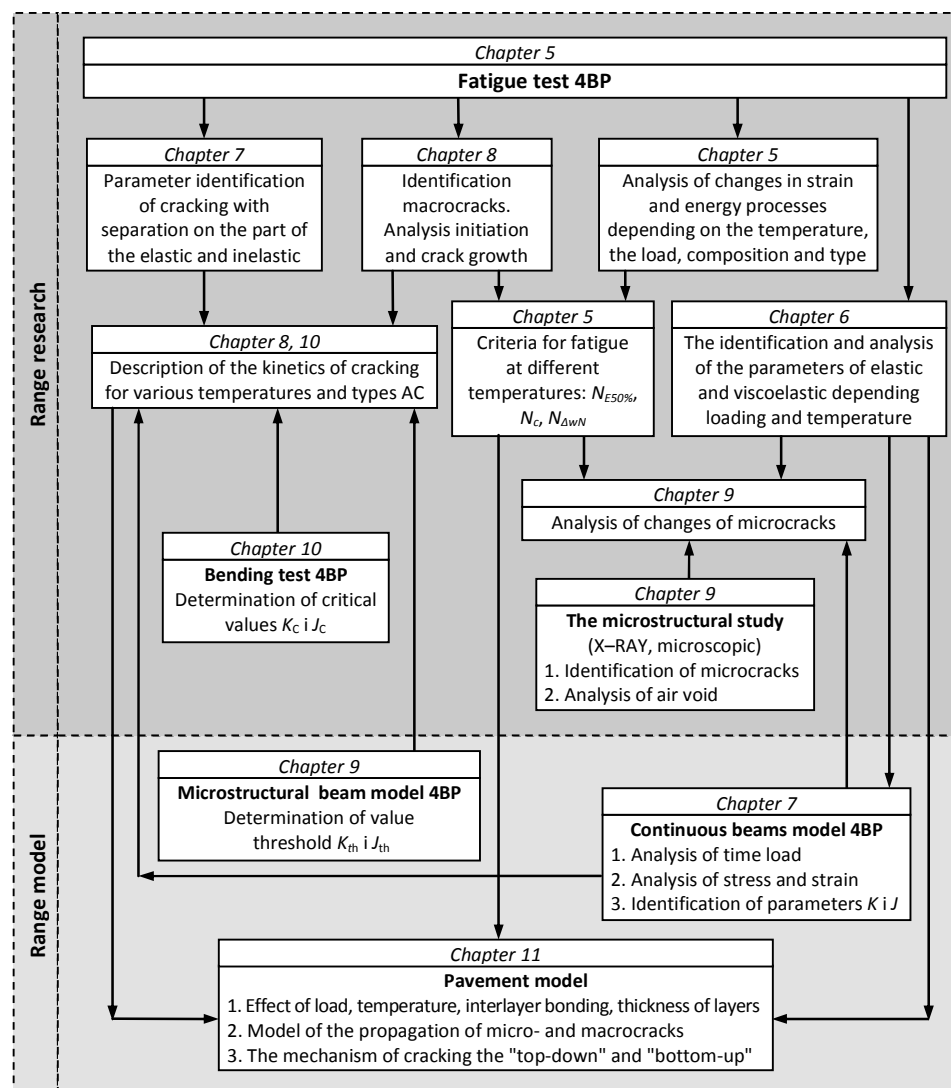 Range research
Chapter 5
Fatigue test 4BP
Chapter 7
Parameter identification
of cracking with
separation on the part of
the elastic and inelastic
Chapter 8
Identification
macrocracks.
Analysis initiation
and crack growth
Chapter 5
Analysis of changes in strain
and energy processes
depending on the temperature,
the load, composition and type
Chapter 8, 10
Description of the kinetics of cracking
for various temperatures and types AC
Chapter 5
Criteria for fatigue
at different
temperatures: N_E50%,
N_c, N_ΔwN
Chapter 6
The identification and analysis
of the parameters of elastic
and viscoelastic depending
loading and temperature
Chapter 9
Analysis of changes of microcracks
Chapter 10
Bending test 4BP
Determination of critical
values K_C i J_C
Chapter 9
The microstructural study
(X–RAY, microscopic)
1. Identification of microcracks
2. Analysis of air void
Range model
Chapter 9
Microstructural beam model 4BP
Determination of value
threshold K_th i J_th
Chapter 7
Continuous beams model 4BP
1. Analysis of time load
2. Analysis of stress and strain
3. Identification of parameters K i J
Chapter 11
Pavement model
1. Effect of load, temperature, interlayer bonding, thickness of layers
2. Model of the propagation of micro- and macrocracks
3. The mechanism of cracking the "top-down" and "bottom-up"